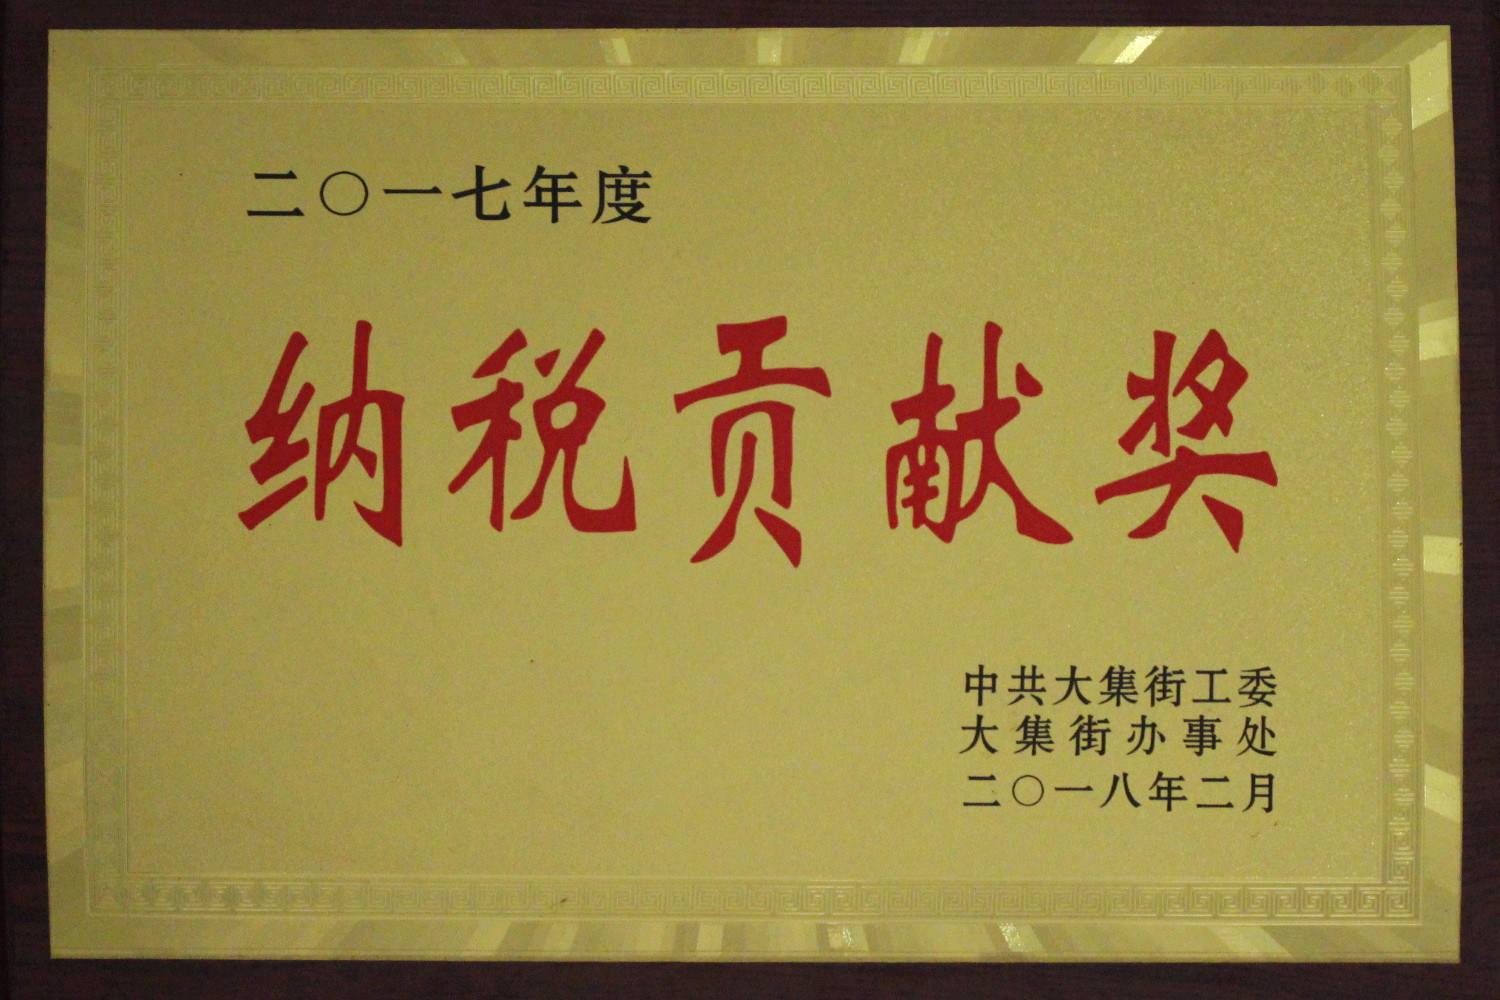 二〇一七年度
纳税贡献奖
中共大集街工委
大集街办事处
二〇一八年二月